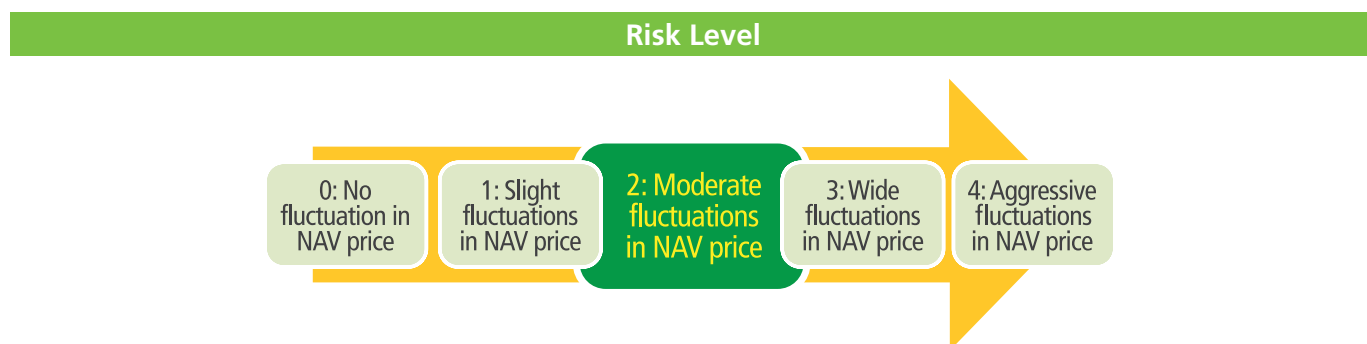 Risk Level
0: No
fluctuation in
NAV price
1: Slight
fluctuations
in NAV price
2: Moderate
fluctuations
in NAV price
3: Wide
fluctuations
in NAV price
4: Aggressive
fluctuations
in NAV price